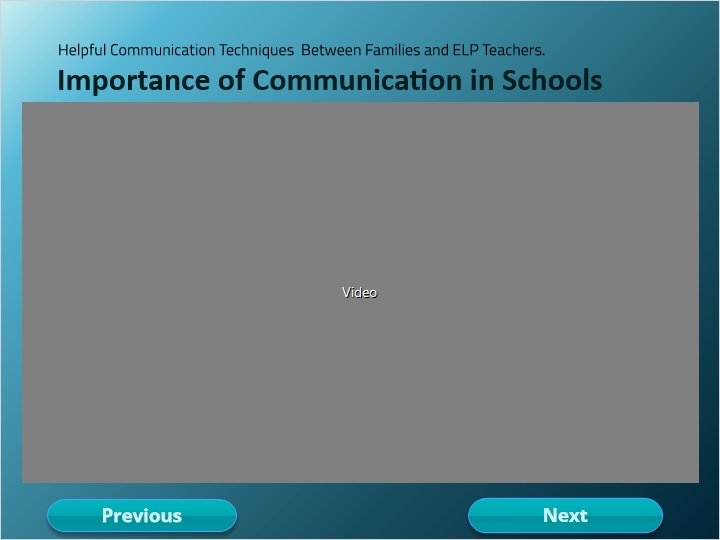 Helpful Communication Techniques  Between Families and ELP Teachers.
Importance of Communication in Schools
Video
Previous
Next